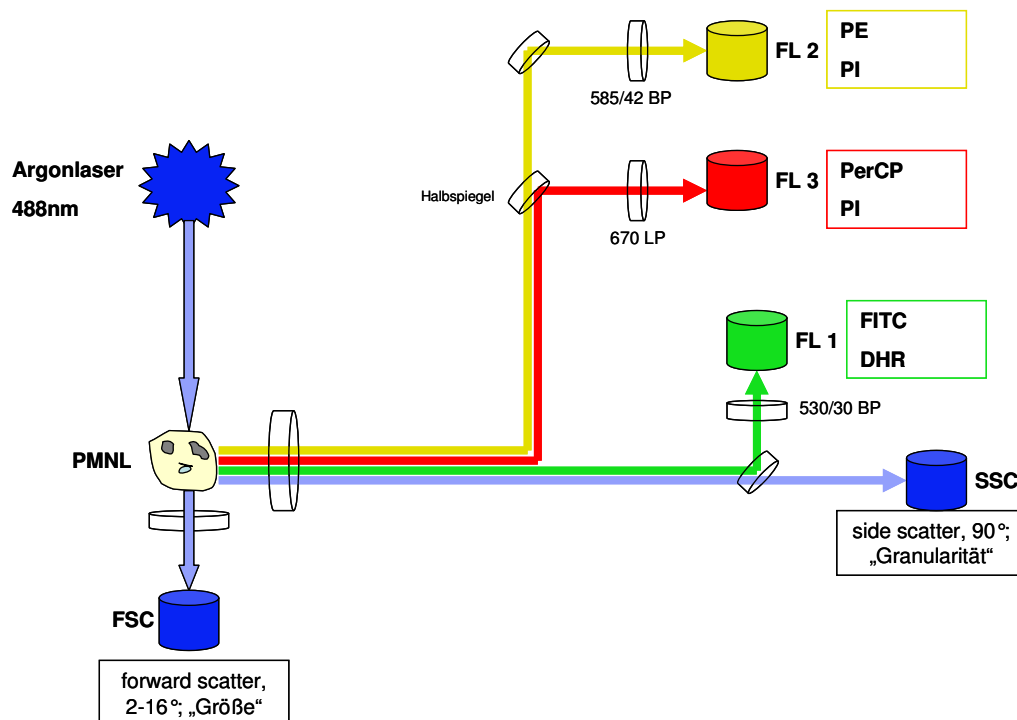 PE
FL 2
PI
585/42 BP
Argonlaser
488nm
Halbspiegel
PerCP
FL 3
PI
670 LP
FITC
FL 1
DHR
530/30 BP
PMNL
SSC
side scatter, 90°;
„Granularität“
FSC
forward scatter,
2-16°; „Größe“